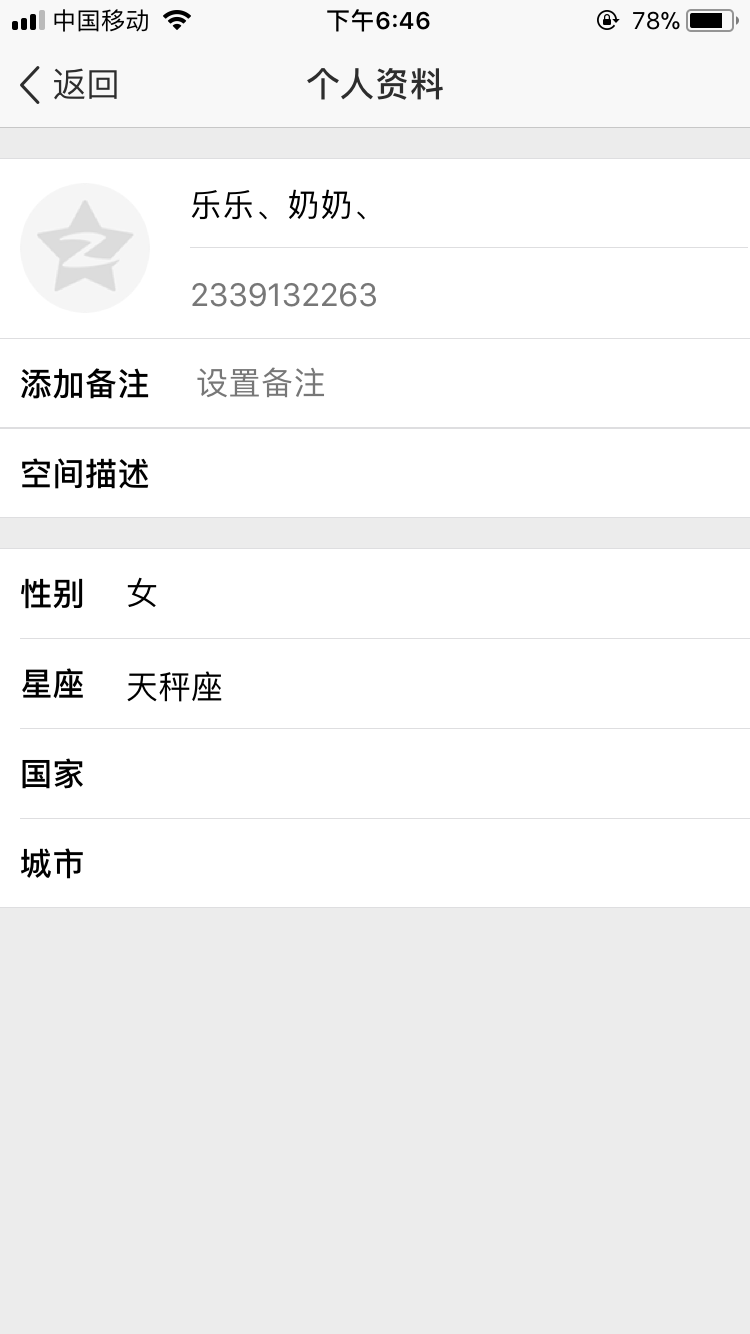 中国移动 下午6:46 78%
返回 个人资料
乐乐、奶奶、
2339132263
添加备注 设置备注
空间描述
性别 女
星座 天秤座
国家
城市